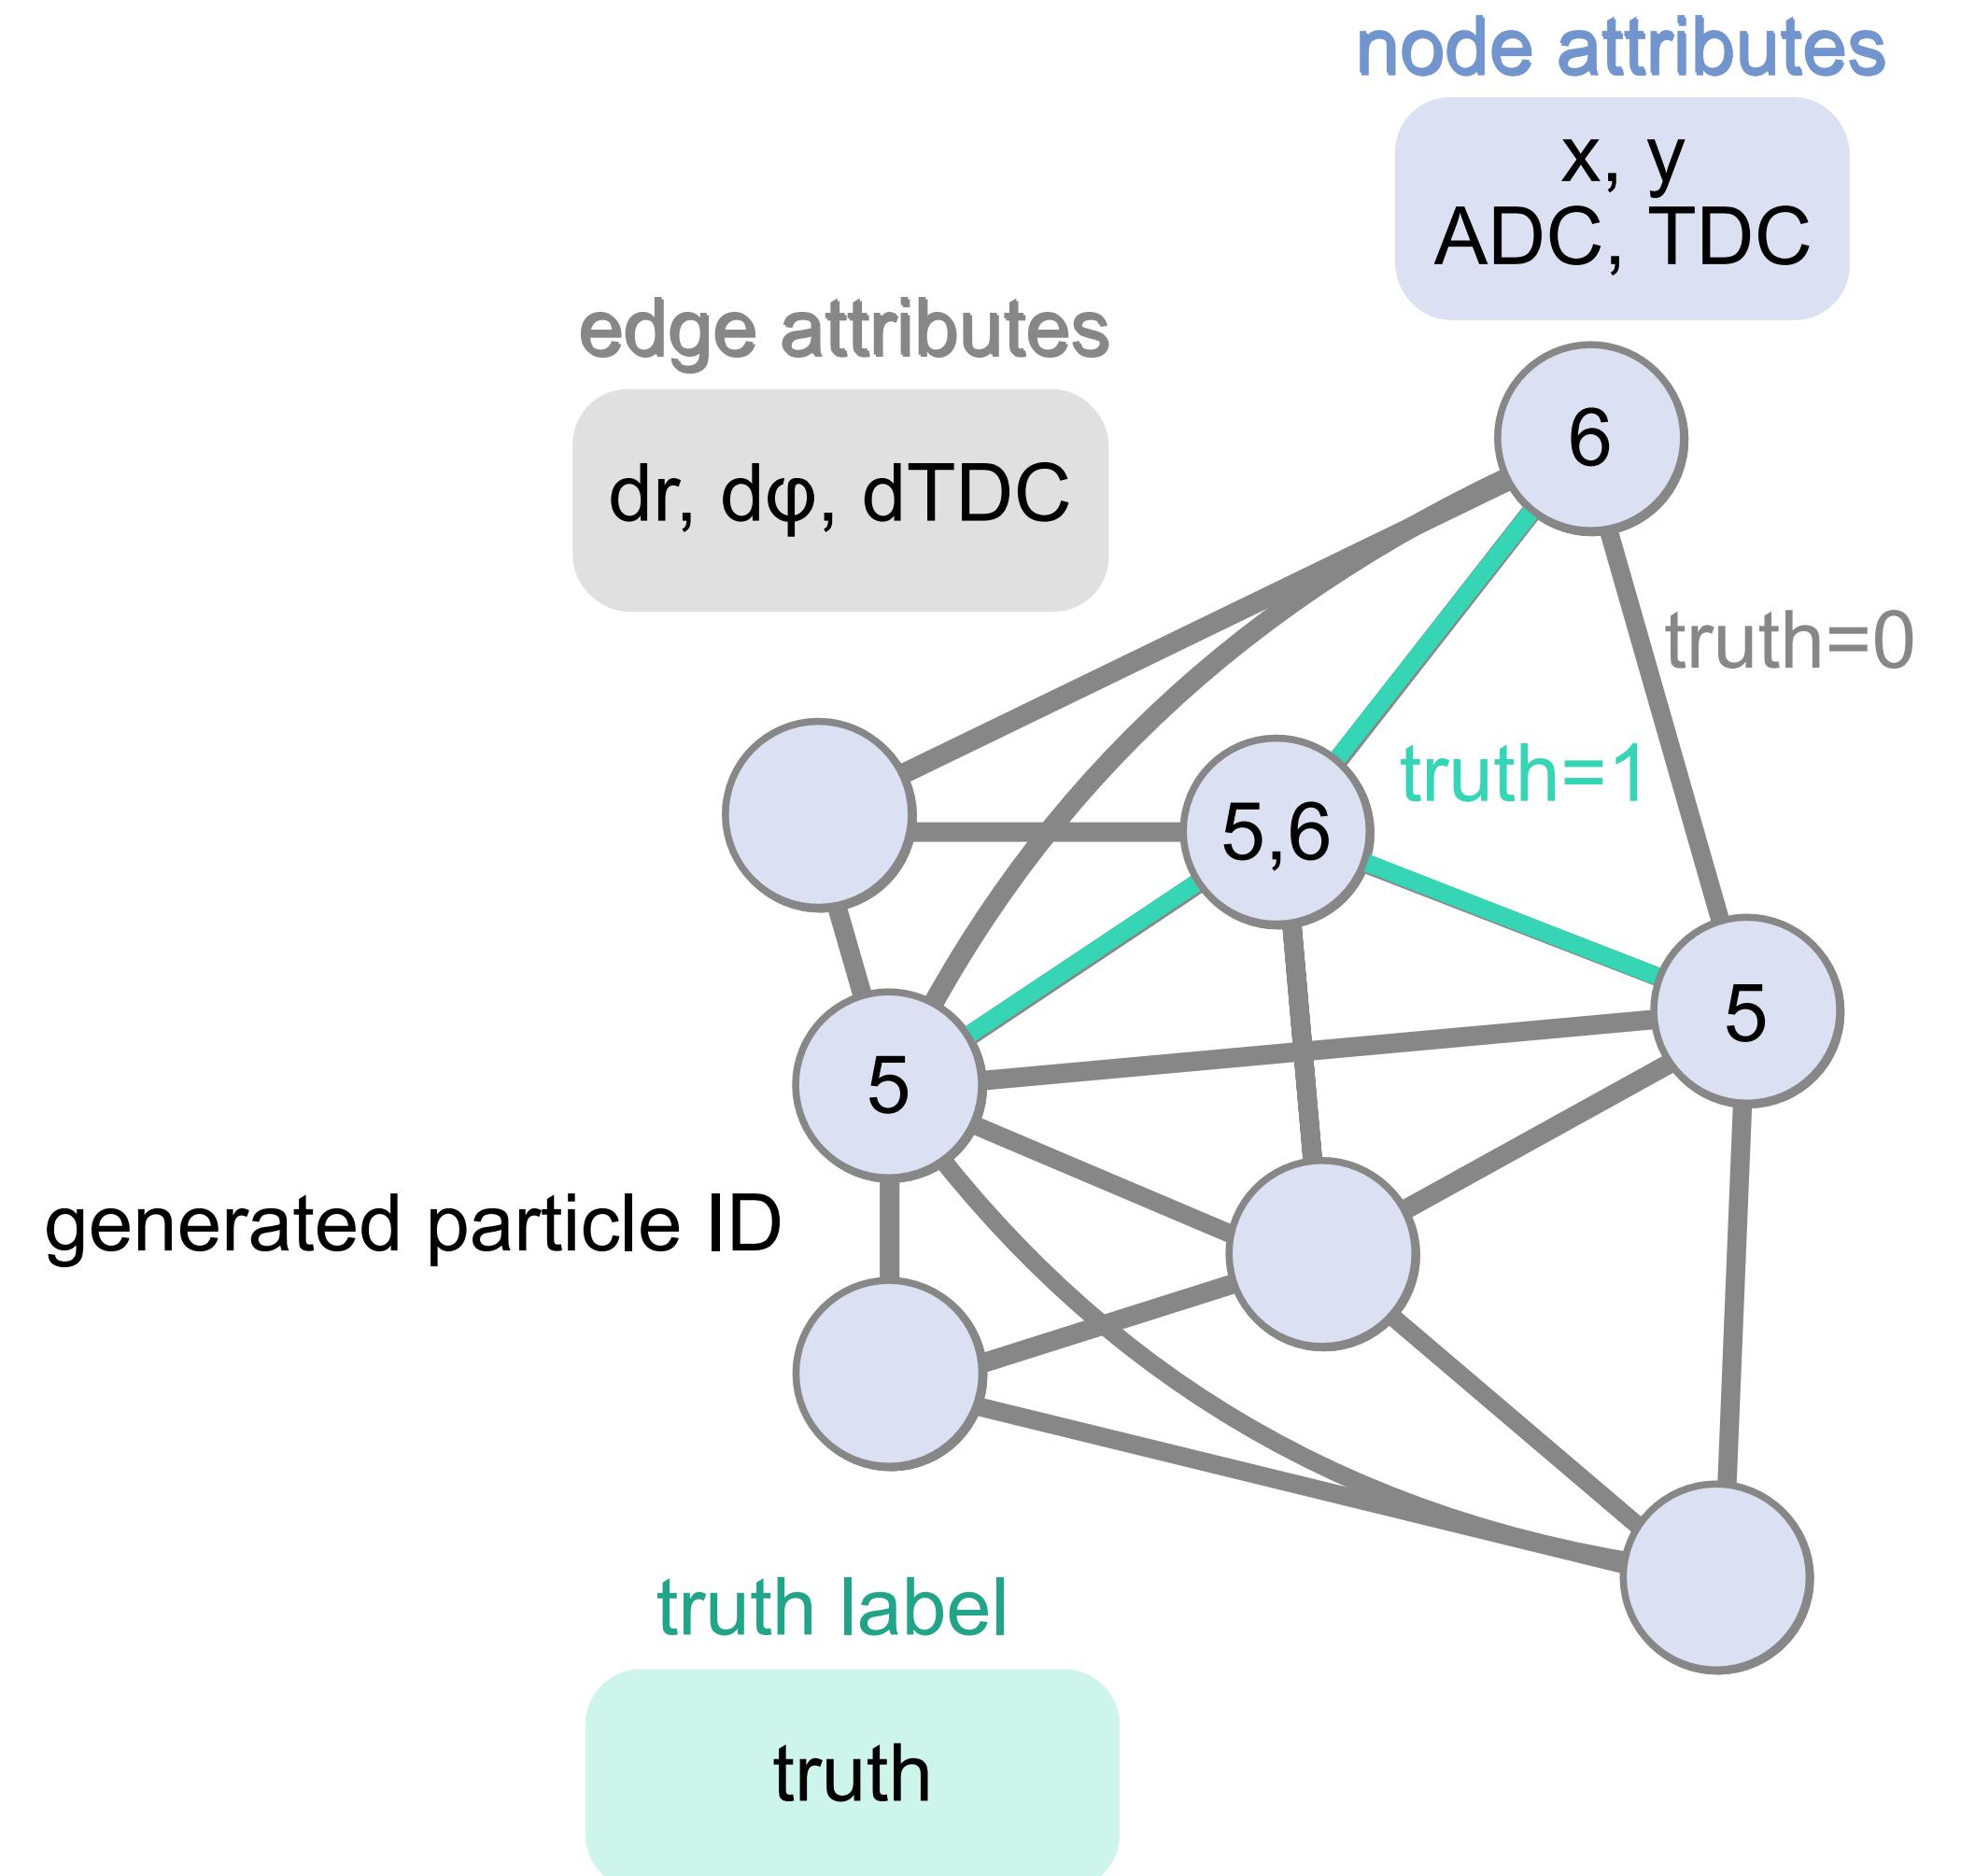 node attributes
x, y
ADC, TDC
edge attributes
dr, dφ, dTDC
6
truth=0
truth=1
5,6
5
5
generated particle ID
truth label
truth